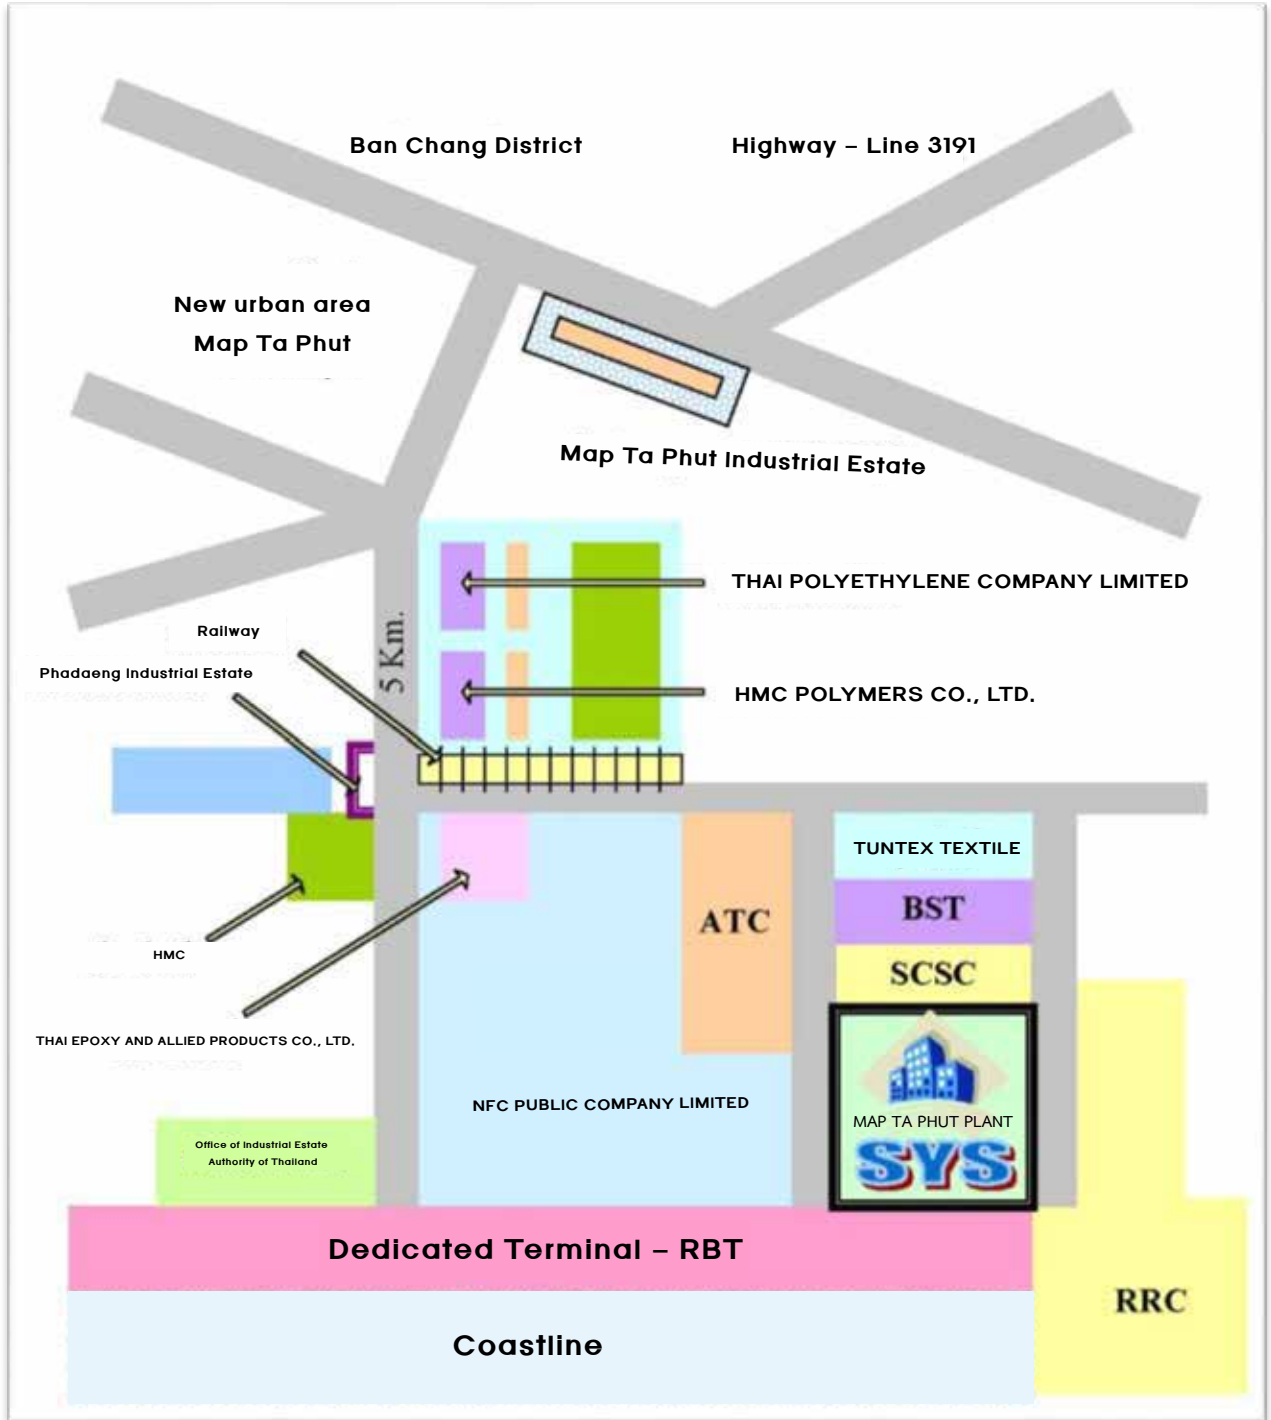 Ban Chang District
Highway – Line 3191
New urban area
Map Ta Phut
Map Ta Phut Industrial Estate
THAI POLYETHYLENE COMPANY LIMITED
5 Km.
Railway
Phadaeng Industrial Estate
HMC POLYMERS CO., LTD.
TUNTEX TEXTILE
BST
ATC
SCSC
HMC
THAI EPOXY AND ALLIED PRODUCTS CO., LTD.
NFC PUBLIC COMPANY LIMITED
MAP TA PHUT PLANT
SYS
Office of Industrial Estate
Authority of Thailand
Dedicated Terminal – RBT
RRC
Coastline